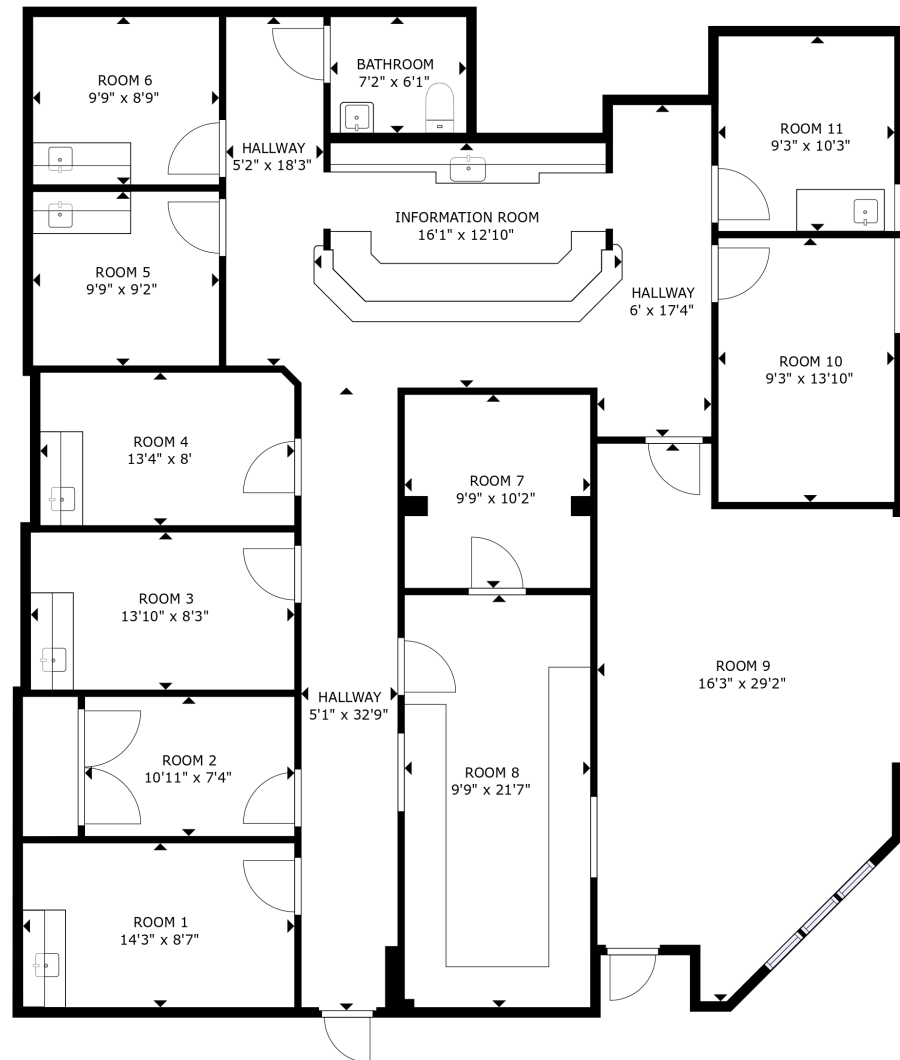 ROOM 6
9'9" x 8'9"
BATHROOM
7'2" x 6'1"
HALLWAY
5'2" x 18'3"
ROOM 11
9'3" x 10'3"
INFORMATION ROOM
16'1" x 12'10"
ROOM 5
9'9" x 9'2"
HALLWAY
6' x 17'4"
ROOM 10
9'3" x 13'10"
ROOM 4
13'4" x 8'
ROOM 7
9'9" x 10'2"
ROOM 3
13'10" x 8'3"
ROOM 9
16'3" x 29'2"
HALLWAY
5'1" x 32'9"
ROOM 2
10'11" x 7'4"
ROOM 8
9'9" x 21'7"
ROOM 1
14'3" x 8'7"